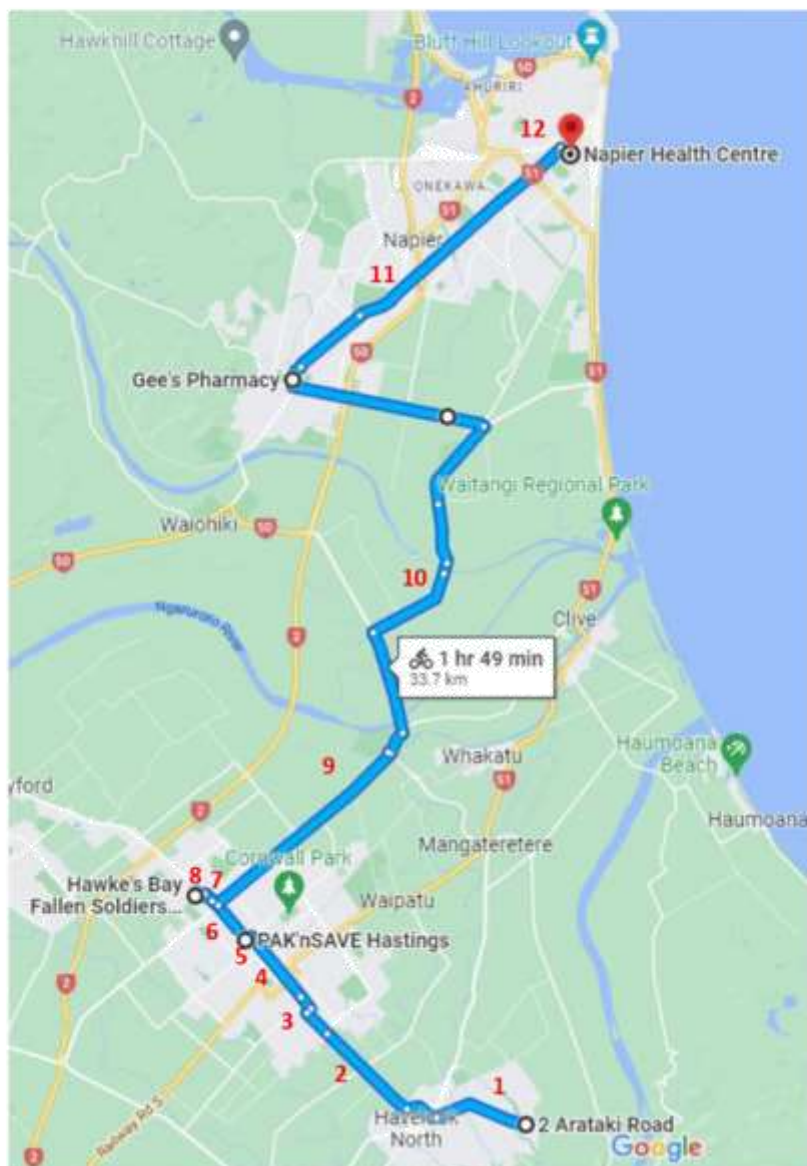 Hawkhill Cottage
Bluff Hill Lookout
50
2
AHURIRI
12
Napier Health Centre
51
ONEKAWA
51
Napier
11
50
Gee's Pharmacy
51
Waitangi Regional Park
Waiohiki
50
50
10
51
Clive
Ngaruroro River
2
1 hr 49 min
33.7 km
Whakatu
Haumoana
Beach
9
51
yford
2
Mangateretere
Haumoana
Cornwall Park
8
7
Hawke's Bay
Fallen Soldiers...
Waipatu
6
PAK'nSAVE Hastings
5
4
2
3
2
1
Havelock
North
2 Arataki Road
Railway Rd S
Google